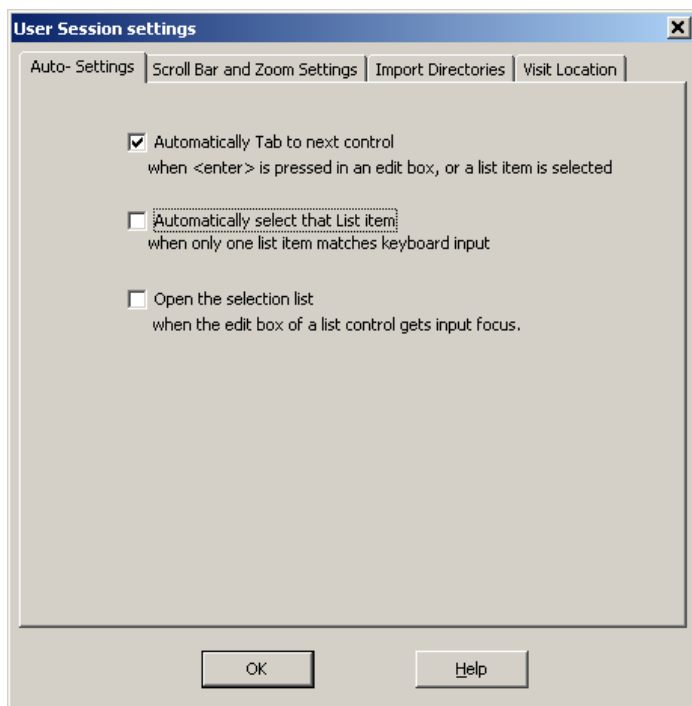 User Session settings
Auto- Settings
Scroll Bar and Zoom Settings
Import Directories
Visit Location
Automatically Tab to next control
when <enter> is pressed in an edit box, or a list item is selected
Automatically select that List item
when only one list item matches keyboard input
Open the selection list
when the edit box of a list control gets input focus.
OK
Help